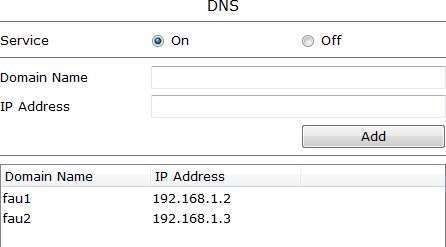 DNS
Service On Off
Domain Name
IP Address
Add
Domain Name IP Address
fau1 192.168.1.2
fau2 192.168.1.3